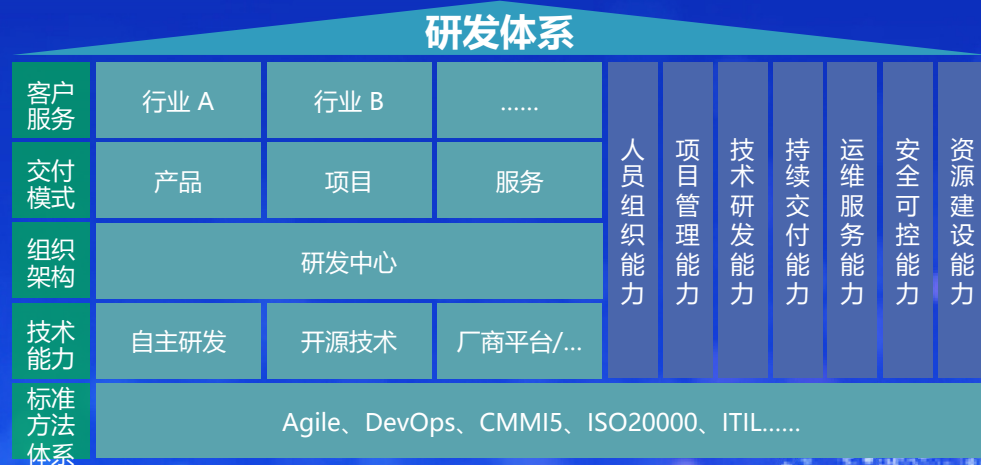 研发体系
客户
服务
行业 A
行业 B
......
交付
模式
产品
项目
服务
组织
架构
研发中心
技术
能力
自主研发
开源技术
厂商平台/...
标准
方法
体系
Agile、DevOps、CMMI5、ISO20000、ITIL......
人员组织能力
项目管理能力
技术研发能力
持续交付能力
运维服务能力
安全可控能力
资源建设能力